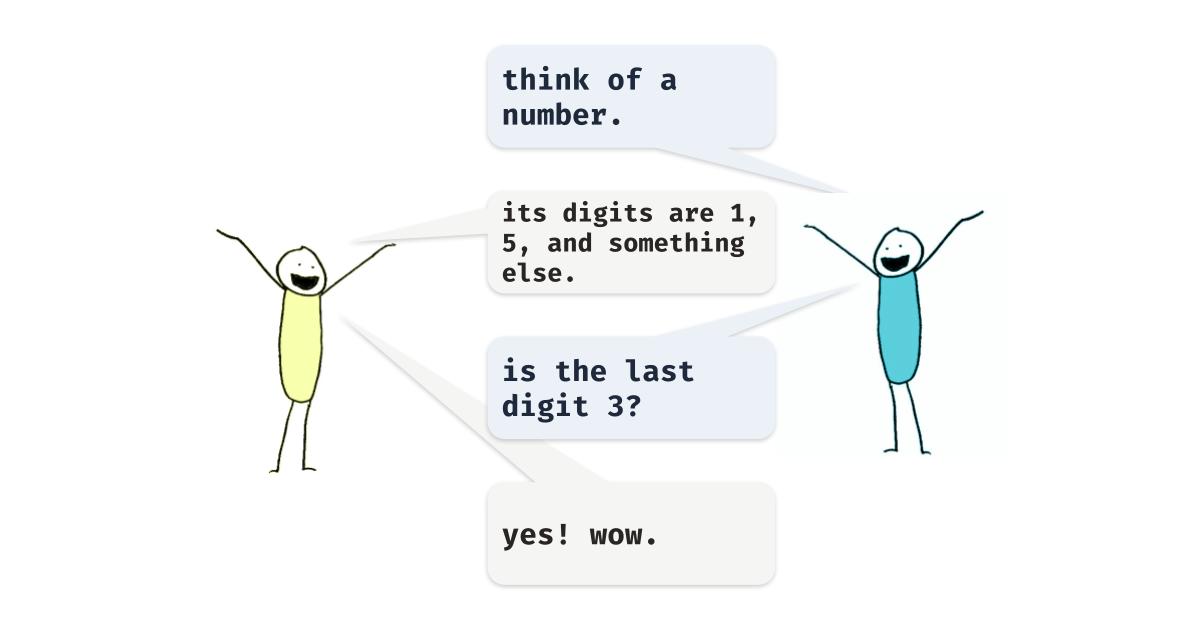 think of a
number.
its digits are 1,
5, and something
else.
is the last
digit 3?
yes! wow.